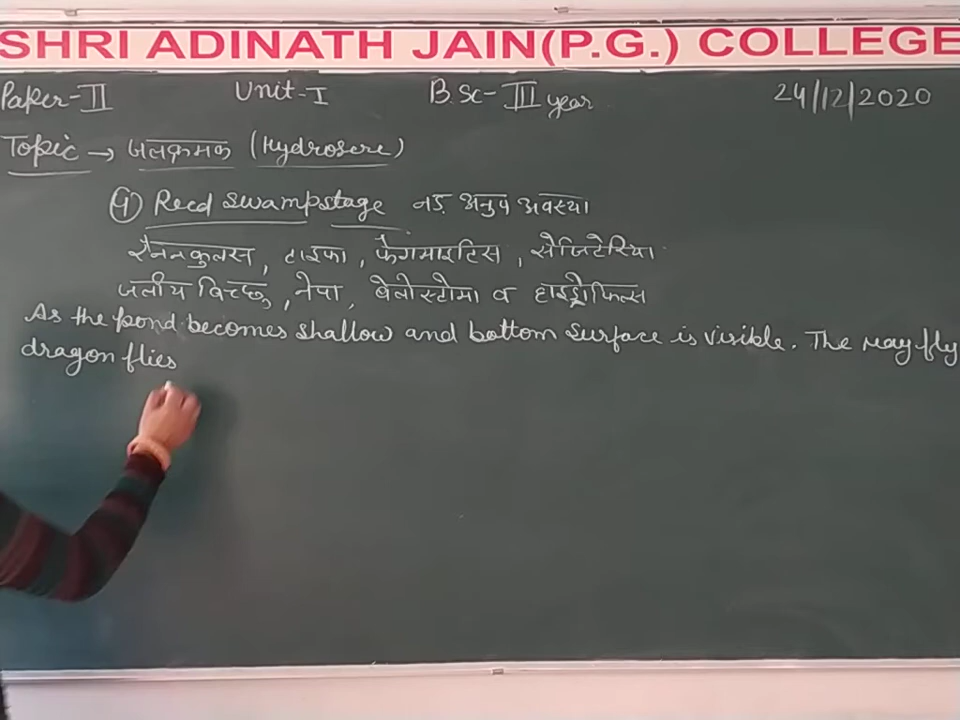 SHRI ADINATH JAIN(P.G.) COLLEGE
Paper-II Unit-I B.Sc-III year 24/12/2020
Topic → जलक्रमक (Hydrosere)
(4) Reed swamp stage नड़ अनुप अवस्था
रैननकुलस, टाइफा, फैगमाइटिस, सैजिटेरिया
जलीय बिच्छू, नेपा, बेलोस्टोमा व हाइड्रोफिल्स
As the pond becomes shallow and bottom surface is visible. The may fly
dragon flies